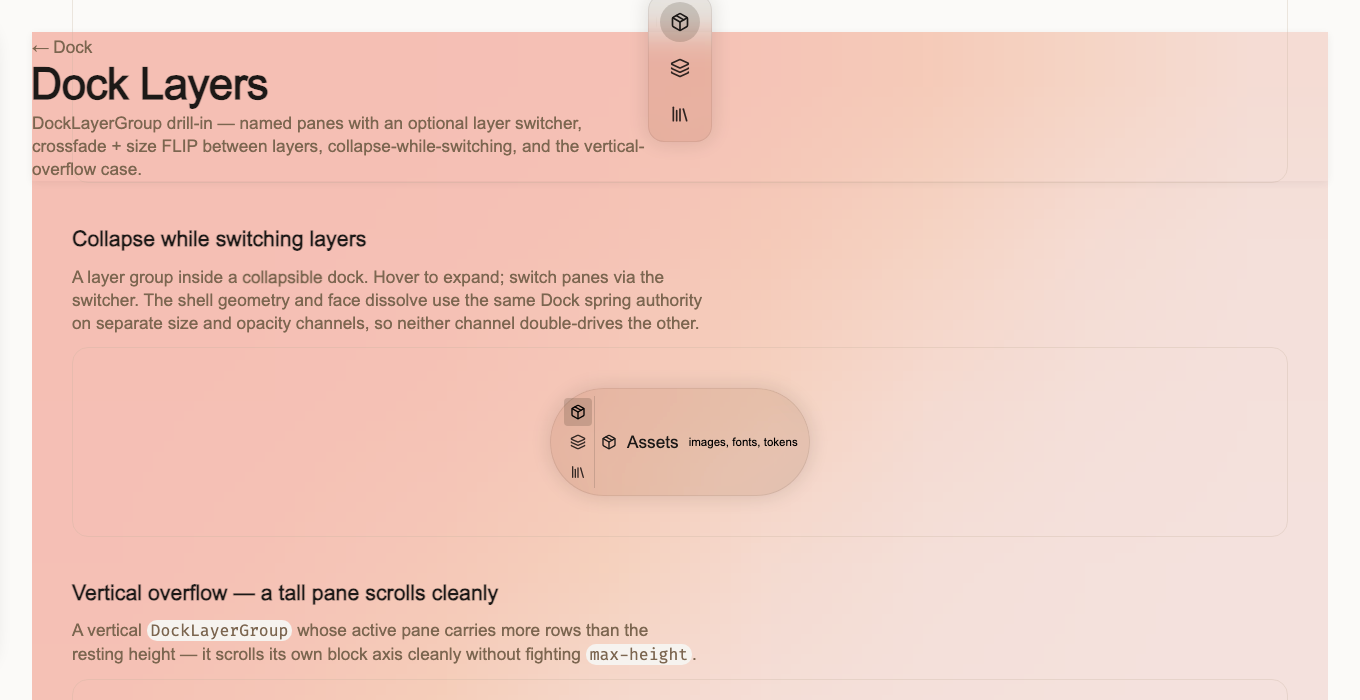 ← Dock
Dock Layers
DockLayerGroup drill-in — named panes with an optional layer switcher,
crossfade + size FLIP between layers, collapse-while-switching, and the vertical-
overflow case.
Collapse while switching layers
A layer group inside a collapsible dock. Hover to expand; switch panes via the
switcher. The shell geometry and face dissolve use the same Dock spring authority
on separate size and opacity channels, so neither channel double-drives the other.
Assets images, fonts, tokens
Vertical overflow — a tall pane scrolls cleanly
A vertical DockLayerGroup whose active pane carries more rows than the
resting height — it scrolls its own block axis cleanly without fighting max-height.